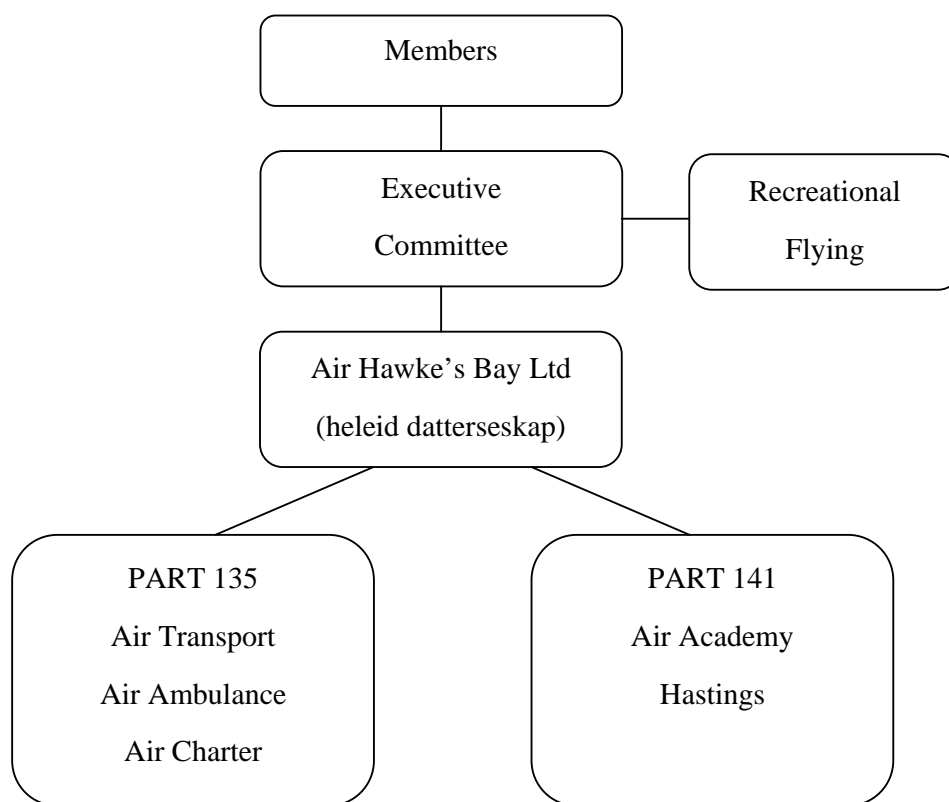 Members
Executive
Committee
Recreational
Flying
Air Hawke’s Bay Ltd
(heleid datterseskap)
PART 135
Air Transport
Air Ambulance
Air Charter
PART 141
Air Academy
Hastings